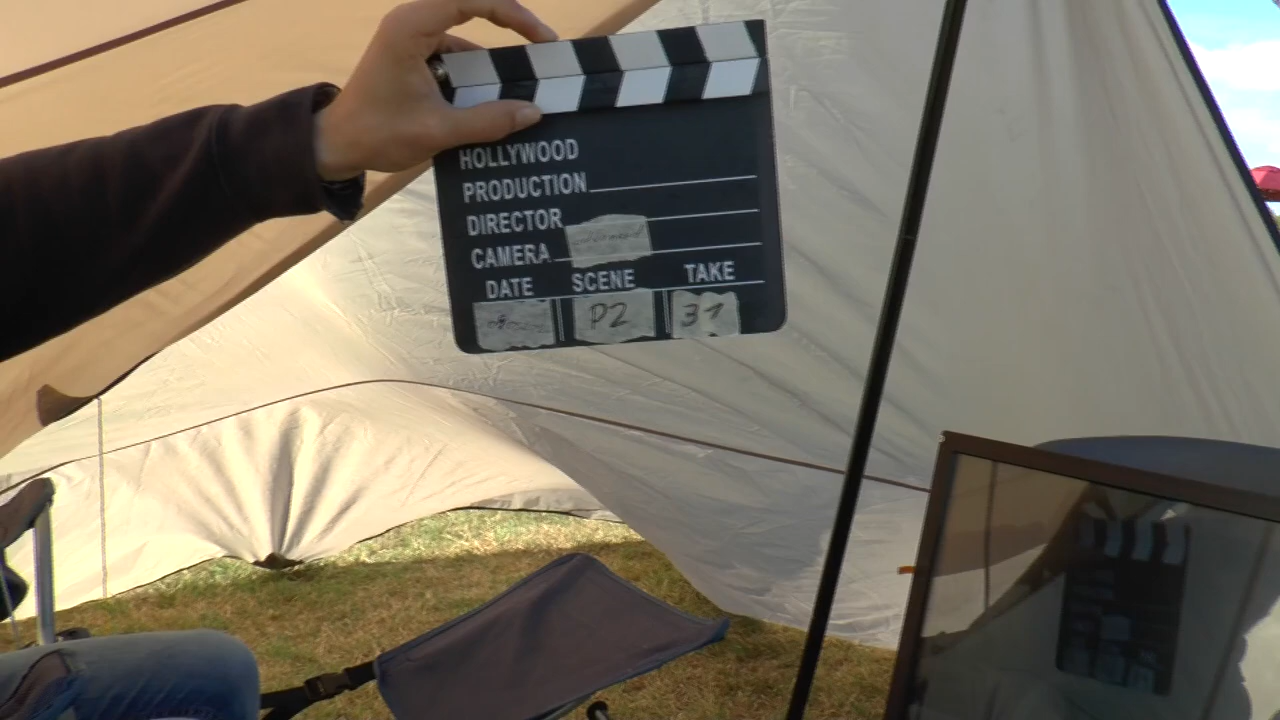 HOLLYWOOD
PRODUCTION
DIRECTOR
CAMERA
DATE SCENE TAKE
P2 31